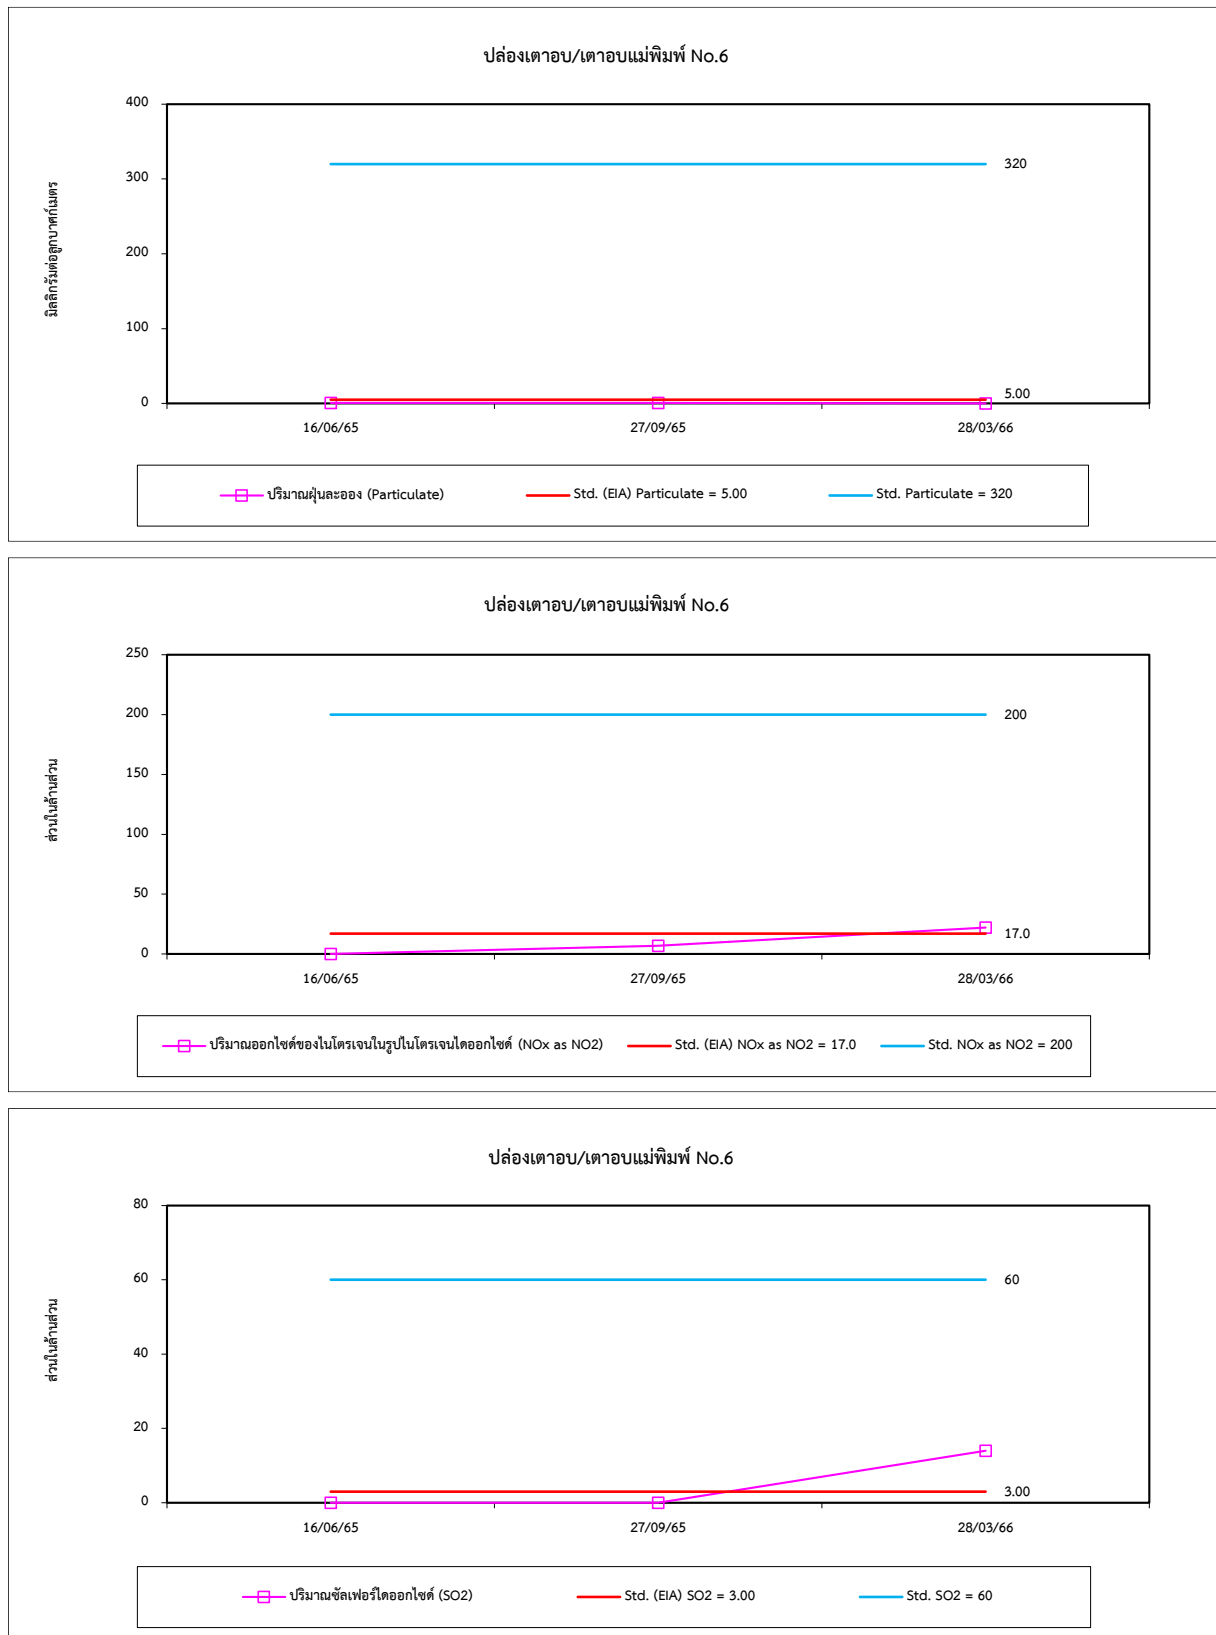 ปล่องเตาอบ/เตาอบแม่พิมพ์ No.6
มิลลิกรัมต่อลูกบาศก์เมตร
400
300
200
100
0
320
5.00
16/06/65 27/09/65 28/03/66
ปริมาณฝุ่นละออง (Particulate) Std. (EIA) Particulate = 5.00 Std. Particulate = 320
ปล่องเตาอบ/เตาอบแม่พิมพ์ No.6
ส่วนในล้านส่วน
250
200
150
100
50
0
200
17.0
16/06/65 27/09/65 28/03/66
ปริมาณออกไซด์ของไนโตรเจนในรูปไนโตรเจนไดออกไซด์ (NOx as NO2) Std. (EIA) NOx as NO2 = 17.0 Std. NOx as NO2 = 200
ปล่องเตาอบ/เตาอบแม่พิมพ์ No.6
ส่วนในล้านส่วน
80
60
40
20
0
60
3.00
16/06/65 27/09/65 28/03/66
ปริมาณซัลเฟอร์ไดออกไซด์ (SO2) Std. (EIA) SO2 = 3.00 Std. SO2 = 60